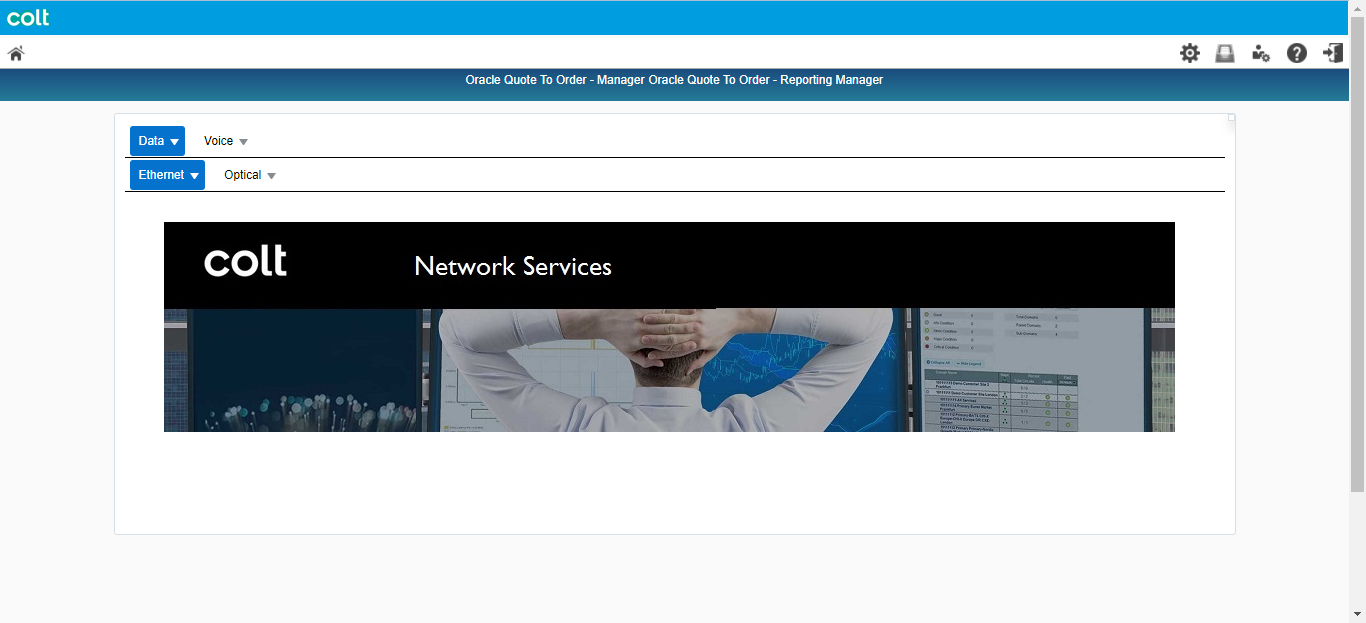 colt
Oracle Quote To Order - Manager Oracle Quote To Order - Reporting Manager
Data
Voice
Ethernet
Optical
colt
Network Services